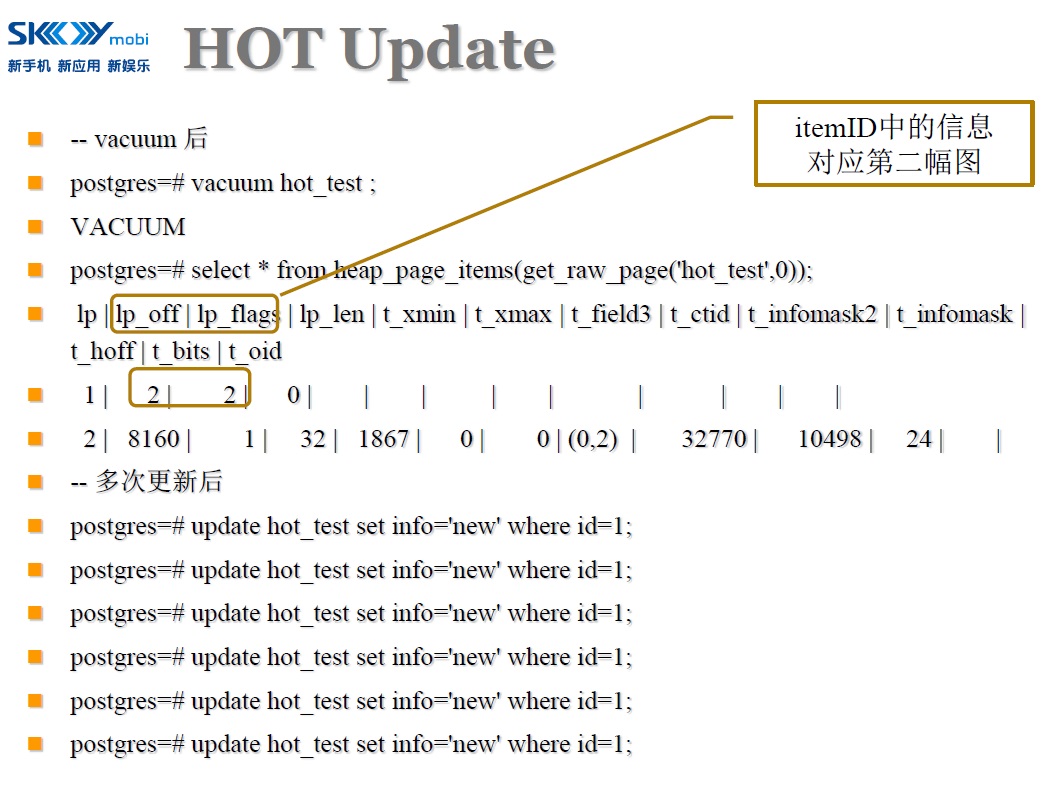 SKYmobi
新手机 新应用 新娱乐
HOT Update
itemID中的信息
对应第二幅图
-- vacuum 后
postgres=# vacuum hot_test ;
VACUUM
postgres=# select * from heap_page_items(get_raw_page('hot_test',0));
lp | lp_off | lp_flags | lp_len | t_xmin | t_xmax | t_field3 | t_ctid | t_infomask2 | t_infomask |
t_hoff | t_bits | t_oid
1 | 2 | 2 | 0 | | | | | | | | |
2 | 8160 | 1 | 32 | 1867 | 0 | 0 | (0,2) | 32770 | 10498 | 24 | |
-- 多次更新后
postgres=# update hot_test set info='new' where id=1;
postgres=# update hot_test set info='new' where id=1;
postgres=# update hot_test set info='new' where id=1;
postgres=# update hot_test set info='new' where id=1;
postgres=# update hot_test set info='new' where id=1;
postgres=# update hot_test set info='new' where id=1;